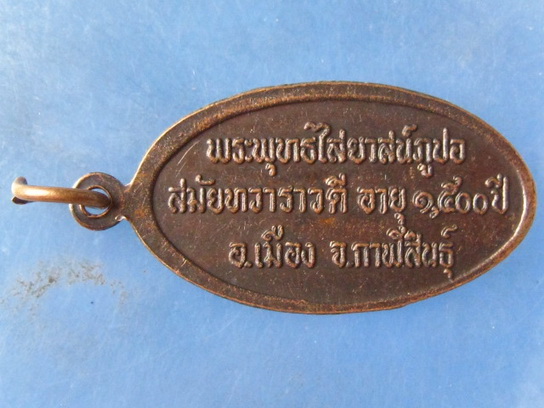 พระพุทธไสยาสน์ภูปอ
สมัยทวาราวดี อายุ ๑,๕๐๐ ปี
อ.เมือง จ.กาฬสินธุ์